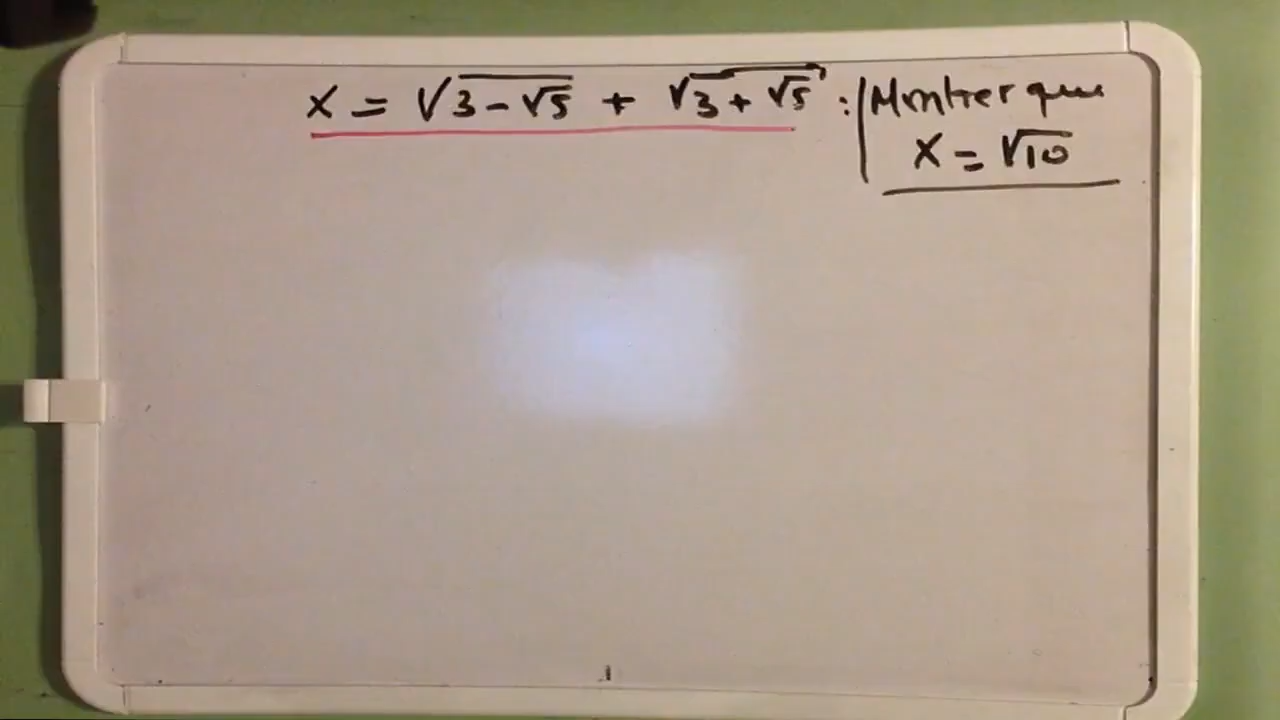 X = √3-√5 + √3+√5 : Montrer que
X = √10